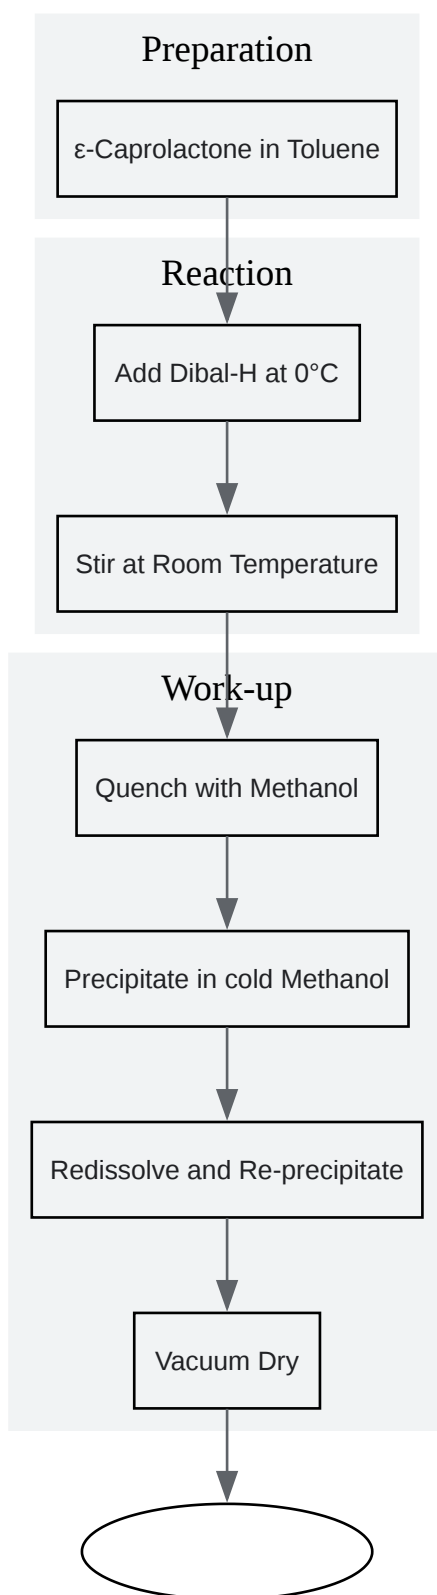 Preparation
ε-Caprolactone in Toluene
Reaction
Add Dibal-H at 0°C
Stir at Room Temperature
Work-up
Quench with Methanol
Precipitate in cold Methanol
Redissolve and Re-precipitate
Vacuum Dry